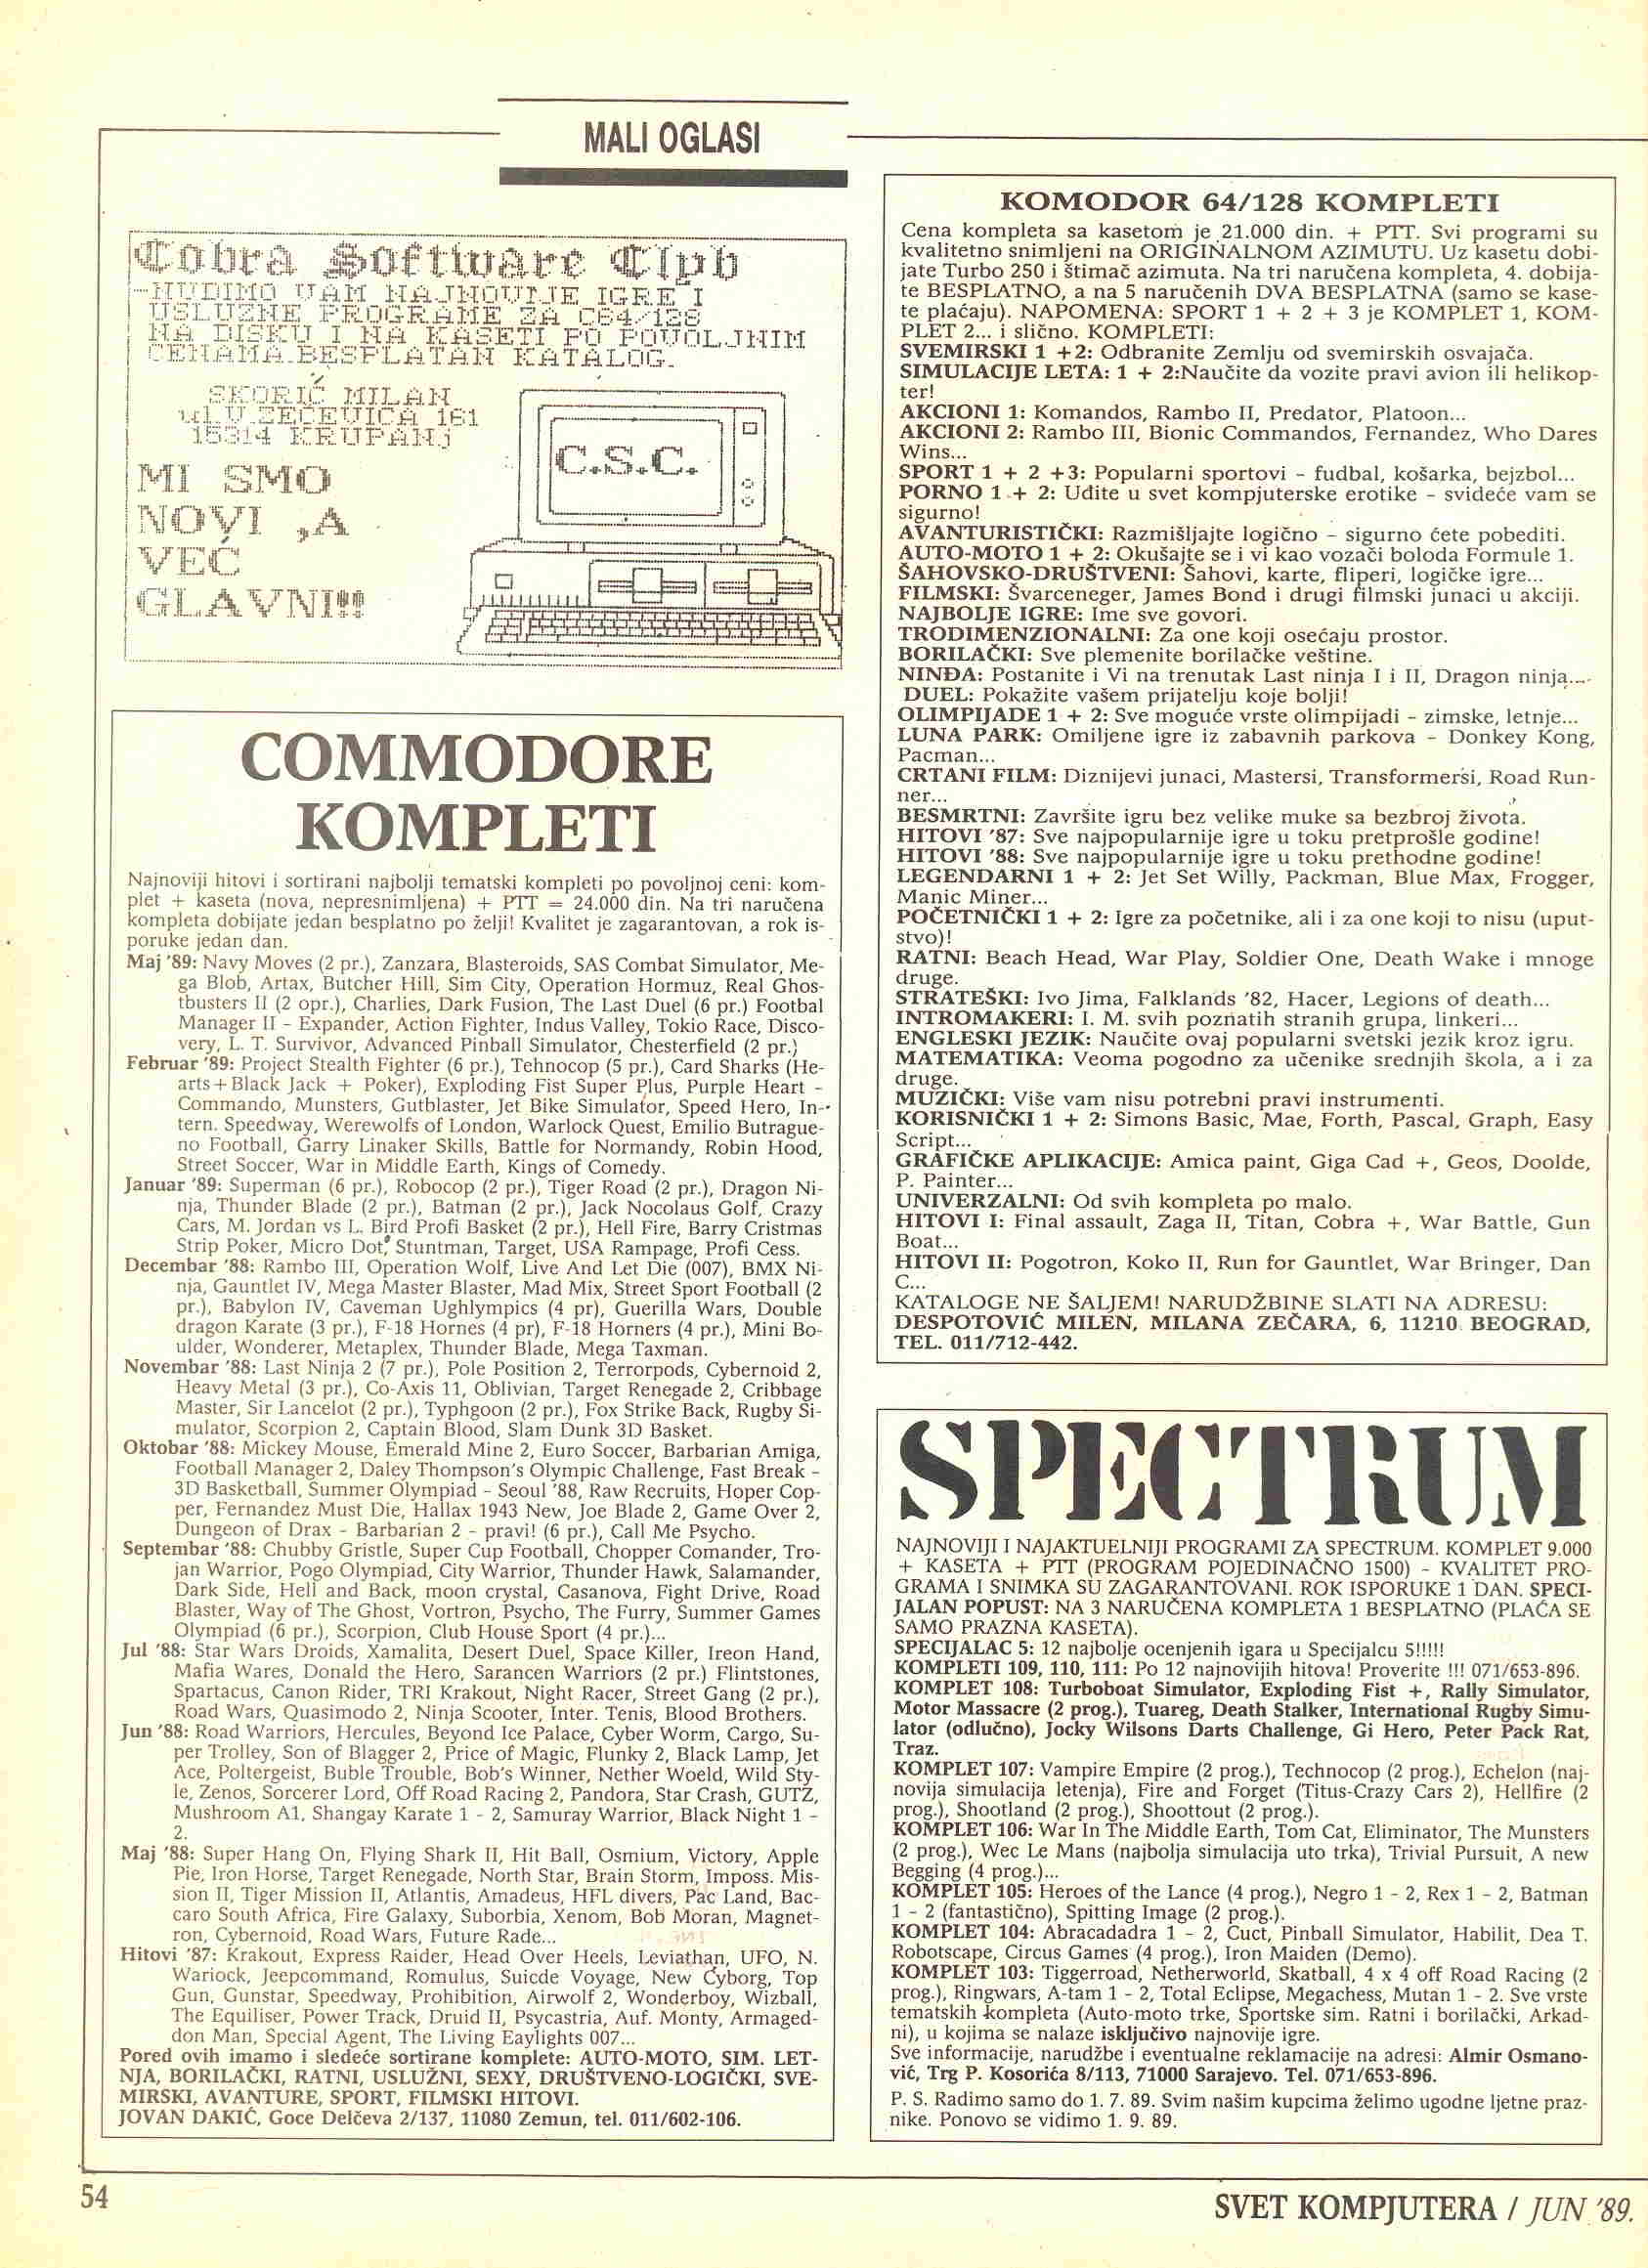 MALI OGLASI
Cobra Software Club
-NUDIMO VAM NAJNOVIJE IGRE I
USLUZNE PROGRAME ZA C64/128
NA DISKU I NA KASETI PO POVOLJNIM
CENAMA.BESPLATAN KATALOG.
SKORIĆ MILAN
ul.V.ZEČEVIĆA 161
15314 KRUPANJ
MI SMO
NOVI ,A
VEĆ
GLAVNI!!
C.S.C.
COMMODORE
KOMPLETI
Najnoviji hitovi i sortirani najbolji tematski kompleti po povoljnoj ceni: kom-
plet + kaseta (nova, nepresnimljena) + PTT = 24.000 din. Na tri naručena
kompleta dobijate jedan besplatno po želji! Kvalitet je zagarantovan, a rok is-
poruke jedan dan.
Maj '89: Navy Moves (2 pr.), Zanzara, Blasteroids, SAS Combat Simulator, Me-
ga Blob, Artax, Butcher Hill, Sim City, Operation Hormuz, Real Ghos-
tbusters II (2 opr.), Charlies, Dark Fusion, The Last Duel (6 pr.) Footbal
Manager II – Expander, Action Fighter, Indus Valley, Tokio Race, Disco-
very, L. T. Survivor, Advanced Pinball Simulator, Chesterfield (2 pr.)
Februar '89: Project Stealth Fighter (6 pr.), Tehnocop (5 pr.), Card Sharks (He-
arts+Black Jack + Poker), Exploding Fist Super Plus, Purple Heart –
Commando, Munsters, Gutblaster, Jet Bike Simulator, Speed Hero, In-
tern. Speedway, Werewolfs of London, Warlock Quest, Emilio Butrague-
no Football, Garry Linaker Skills, Battle for Normandy, Robin Hood,
Street Soccer, War in Middle Earth, Kings of Comedy.
Januar '89: Superman (6 pr.), Robocop (2 pr.), Tiger Road (2 pr.), Dragon Ni-
nja, Thunder Blade (2 pr.), Batman (2 pr.), Jack Nocolaus Golf, Crazy
Cars, M. Jordan vs L. Bird Profi Basket (2 pr.), Hell Fire, Barry Cristmas
Strip Poker, Micro Dot, Stuntman, Target, USA Rampage, Profi Cess.
Decembar '88: Rambo III, Operation Wolf, Live And Let Die (007), BMX Ni-
nja, Gauntlet IV, Mega Master Blaster, Mad Mix, Street Sport Football (2
pr.), Babylon IV, Caveman Ughlympics (4 pr), Guerilla Wars, Double
dragon Karate (3 pr.), F-18 Hornes (4 pr), F-18 Horners (4 pr.), Mini Bo-
ulder, Wonderer, Metaplex, Thunder Blade, Mega Taxman.
Novembar '88: Last Ninja 2 (7 pr.), Pole Position 2, Terrorpods, Cybernoid 2,
Heavy Metal (3 pr.), Co-Axis 11, Oblivian, Target Renegade 2, Cribbage
Master, Sir Lancelot (2 pr.), Typhgoon (2 pr.), Fox Strike Back, Rugby Si-
mulator, Scorpion 2, Captain Blood, Slam Dunk 3D Basket.
Oktobar '88: Mickey Mouse, Emerald Mine 2, Euro Soccer, Barbarian Amiga,
Football Manager 2, Daley Thompson's Olympic Challenge, Fast Break –
3D Basketball, Summer Olympiad – Seoul '88, Raw Recruits, Hoper Cop-
per, Fernandez Must Die, Hallax 1943 New, Joe Blade 2, Game Over 2,
Dungeon of Drax – Barbarian 2 – pravi! (6 pr.), Call Me Psycho.
Septembar '88: Chubby Gristle, Super Cup Football, Chopper Comander, Tro-
jan Warrior, Pogo Olympiad, City Warrior, Thunder Hawk, Salamander,
Dark Side, Hell and Back, moon crystal, Casanova, Fight Drive, Road
Blaster, Way of The Ghost, Vortron, Psycho, The Furry, Summer Games
Olympiad (6 pr.), Scorpion, Club House Sport (4 pr.)...
Jul '88: Star Wars Droids, Xamalita, Desert Duel, Space Killer, Ireon Hand,
Mafia Wares, Donald the Hero, Sarancen Warriors (2 pr.) Flintstones,
Spartacus, Canon Rider, TRI Krakout, Night Racer, Street Gang (2 pr.),
Road Wars, Quasimodo 2, Ninja Scooter, Inter. Tenis, Blood Brothers.
Jun '88: Road Warriors, Hercules, Beyond Ice Palace, Cyber Worm, Cargo, Su-
per Trolley, Son of Blagger 2, Price of Magic, Flunky 2, Black Lamp, Jet
Ace, Poltergeist, Buble Trouble, Bob's Winner, Nether Woeld, Wild Sty-
le, Zenos, Sorcerer Lord, Off Road Racing 2, Pandora, Star Crash, GUTZ,
Mushroom A1, Shangay Karate 1 – 2, Samuray Warrior, Black Night 1 –
2.
Maj '88: Super Hang On, Flying Shark II, Hit Ball, Osmium, Victory, Apple
Pie, Iron Horse, Target Renegade, North Star, Brain Storm, Imposs. Mis-
sion II, Tiger Mission II, Atlantis, Amadeus, HFL divers, Pac Land, Bac-
caro South Africa, Fire Galaxy, Suborbia, Xenom, Bob Moran, Magnet-
ron, Cybernoid, Road Wars, Future Rade...
Hitovi '87: Krakout, Express Raider, Head Over Heels, Leviathan, UFO, N.
Wariock, Jeepcommand, Romulus, Suicde Voyage, New Cyborg, Top
Gun, Gunstar, Speedway, Prohibition, Airwolf 2, Wonderboy, Wizball,
The Equiliser, Power Track, Druid II, Psycastria, Auf. Monty, Armaged-
don Man, Special Agent, The Living Eaylights 007...
Pored ovih imamo i sledeće sortirane komplete: AUTO-MOTO, SIM. LET-
NJA, BORILAČKI, RATNI, USLUŽNI, SEXY, DRUŠTVENO-LOGIČKI, SVE-
MIRSKI, AVANTURE, SPORT, FILMSKI HITOVI.
JOVAN DAKIĆ, Goce Delčeva 2/137, 11080 Zemun, tel. 011/602-106.
KOMODOR 64/128 KOMPLETI
Cena kompleta sa kasetom je 21.000 din. + PTT. Svi programi su
kvalitetno snimljeni na ORIGINALNOM AZIMUTU. Uz kasetu dobi-
jate Turbo 250 i štimač azimuta. Na tri naručena kompleta, 4. dobija-
te BESPLATNO, a na 5 naručenih DVA BESPLATNA (samo se kase-
te plaćaju). NAPOMENA: SPORT 1 + 2 + 3 je KOMPLET 1, KOM-
PLET 2... i slično. KOMPLETI:
SVEMIRSKI 1 +2: Odbranite Zemlju od svemirskih osvajača.
SIMULACIJE LETA: 1 + 2:Naučite da vozite pravi avion ili helikop-
ter!
AKCIONI 1: Komandos, Rambo II, Predator, Platoon...
AKCIONI 2: Rambo III, Bionic Commandos, Fernandez, Who Dares
Wins...
SPORT 1 + 2 +3: Popularni sportovi – fudbal, košarka, bejzbol...
PORNO 1 + 2: Uđite u svet kompjuterske erotike – svideće vam se
sigurno!
AVANTURISTIČKI: Razmišljajte logično – sigurno ćete pobediti.
AUTO-MOTO 1 + 2: Okušajte se i vi kao vozači boloda Formule 1.
ŠAHOVSKO-DRUŠTVENI: Šahovi, karte, fliperi, logičke igre...
FILMSKI: Švarceneger, James Bond i drugi filmski junaci u akciji.
NAJBOLJE IGRE: Ime sve govori.
TRODIMENZIONALNI: Za one koji osećaju prostor.
BORILAČKI: Sve plemenite borilačke veštine.
NINĐA: Postanite i Vi na trenutak Last ninja I i II, Dragon ninja...
DUEL: Pokažite vašem prijatelju koje bolji!
OLIMPIJADE 1 + 2: Sve moguće vrste olimpijadi – zimske, letnje...
LUNA PARK: Omiljene igre iz zabavnih parkova – Donkey Kong,
Pacman...
CRTANI FILM: Diznijevi junaci, Mastersi, Transformersi, Road Run-
ner...
BESMRTNI: Završite igru bez velike muke sa bezbroj života.
HITOVI '87: Sve najpopularnije igre u toku pretprošle godine!
HITOVI '88: Sve najpopularnije igre u toku prethodne godine!
LEGENDARNI 1 + 2: Jet Set Willy, Packman, Blue Max, Frogger,
Manic Miner...
POČETNIČKI 1 + 2: Igre za početnike, ali i za one koji to nisu (uput-
stvo)!
RATNI: Beach Head, War Play, Soldier One, Death Wake i mnoge
druge.
STRATEŠKI: Ivo Jima, Falklands '82, Hacer, Legions of death...
INTROMAKERI: I. M. svih poznatih stranih grupa, linkeri...
ENGLESKI JEZIK: Naučite ovaj popularni svetski jezik kroz igru.
MATEMATIKA: Veoma pogodno za učenike srednjih škola, a i za
druge.
MUZIČKI: Više vam nisu potrebni pravi instrumenti.
KORISNIČKI 1 + 2: Simons Basic, Mae, Forth, Pascal, Graph, Easy
Script...
GRAFIČKE APLIKACIJE: Amica paint, Giga Cad +, Geos, Doolde,
P. Painter...
UNIVERZALNI: Od svih kompleta po malo.
HITOVI I: Final assault, Zaga II, Titan, Cobra +, War Battle, Gun
Boat...
HITOVI II: Pogotron, Koko II, Run for Gauntlet, War Bringer, Dan
C...
KATALOGE NE ŠALJEM! NARUDŽBINE SLATI NA ADRESU:
DESPOTOVIĆ MILEN, MILANA ZEČARA, 6, 11210 BEOGRAD,
TEL. 011/712-442.
SPECTRUM
NAJNOVIJI I NAJAKTUELNIJI PROGRAMI ZA SPECTRUM. KOMPLET 9.000
+ KASETA + PTT (PROGRAM POJEDINAČNO 1500) – KVALITET PRO-
GRAMA I SNIMKA SU ZAGARANTOVANI. ROK ISPORUKE 1 DAN. SPECI-
JALAN POPUST: NA 3 NARUČENA KOMPLETA 1 BESPLATNO (PLAĆA SE
SAMO PRAZNA KASETA).
SPECIJALAC 5: 12 najbolje ocenjenih igara u Specijalcu 5!!!!!
KOMPLETI 109, 110, 111: Po 12 najnovijih hitova! Proverite !!! 071/653-896.
KOMPLET 108: Turboboat Simulator, Exploding Fist +, Rally Simulator,
Motor Massacre (2 prog.), Tuareg, Death Stalker, International Rugby Simu-
lator (odlučno), Jocky Wilsons Darts Challenge, Gi Hero, Peter Pack Rat,
Traz.
KOMPLET 107: Vampire Empire (2 prog.), Technocop (2 prog.), Echelon (naj-
novija simulacija letenja), Fire and Forget (Titus-Crazy Cars 2), Hellfire (2
prog.), Shootland (2 prog.), Shoottout (2 prog.).
KOMPLET 106: War In The Middle Earth, Tom Cat, Eliminator, The Munsters
(2 prog.), Wec Le Mans (najbolja simulacija uto trka), Trivial Pursuit, A new
Begging (4 prog.)...
KOMPLET 105: Heroes of the Lance (4 prog.), Negro 1 – 2, Rex 1 – 2, Batman
1 – 2 (fantastično), Spitting Image (2 prog.).
KOMPLET 104: Abracadadra 1 – 2, Cuct, Pinball Simulator, Habilit, Dea T.
Robotscape, Circus Games (4 prog.), Iron Maiden (Demo).
KOMPLET 103: Tiggerroad, Netherworld, Skatball, 4 x 4 off Road Racing (2
prog.), Ringwars, A-tam 1 – 2, Total Eclipse, Megachess, Mutan 1 – 2. Sve vrste
tematskih kompleta (Auto-moto trke, Sportske sim. Ratni i borilački, Arkad-
ni), u kojima se nalaze isključivo najnovije igre.
Sve informacije, narudžbe i eventualne reklamacije na adresi: Almir Osmano-
vić, Trg P. Kosorića 8/113, 71000 Sarajevo. Tel. 071/653-896.
P. S. Radimo samo do 1. 7. 89. Svim našim kupcima želimo ugodne ljetne praz-
nike. Ponovo se vidimo 1. 9. 89.
54
SVET KOMPJUTERA / JUN '89.